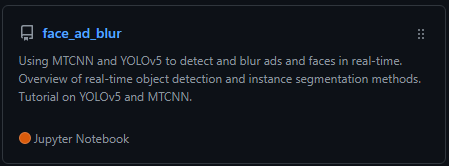 face_ad_blur
Using MTCNN and YOLOv5 to detect and blur ads and faces in real-time.
Overview of real-time object detection and instance segmentation methods.
Tutorial on YOLOv5 and MTCNN.
Jupyter Notebook